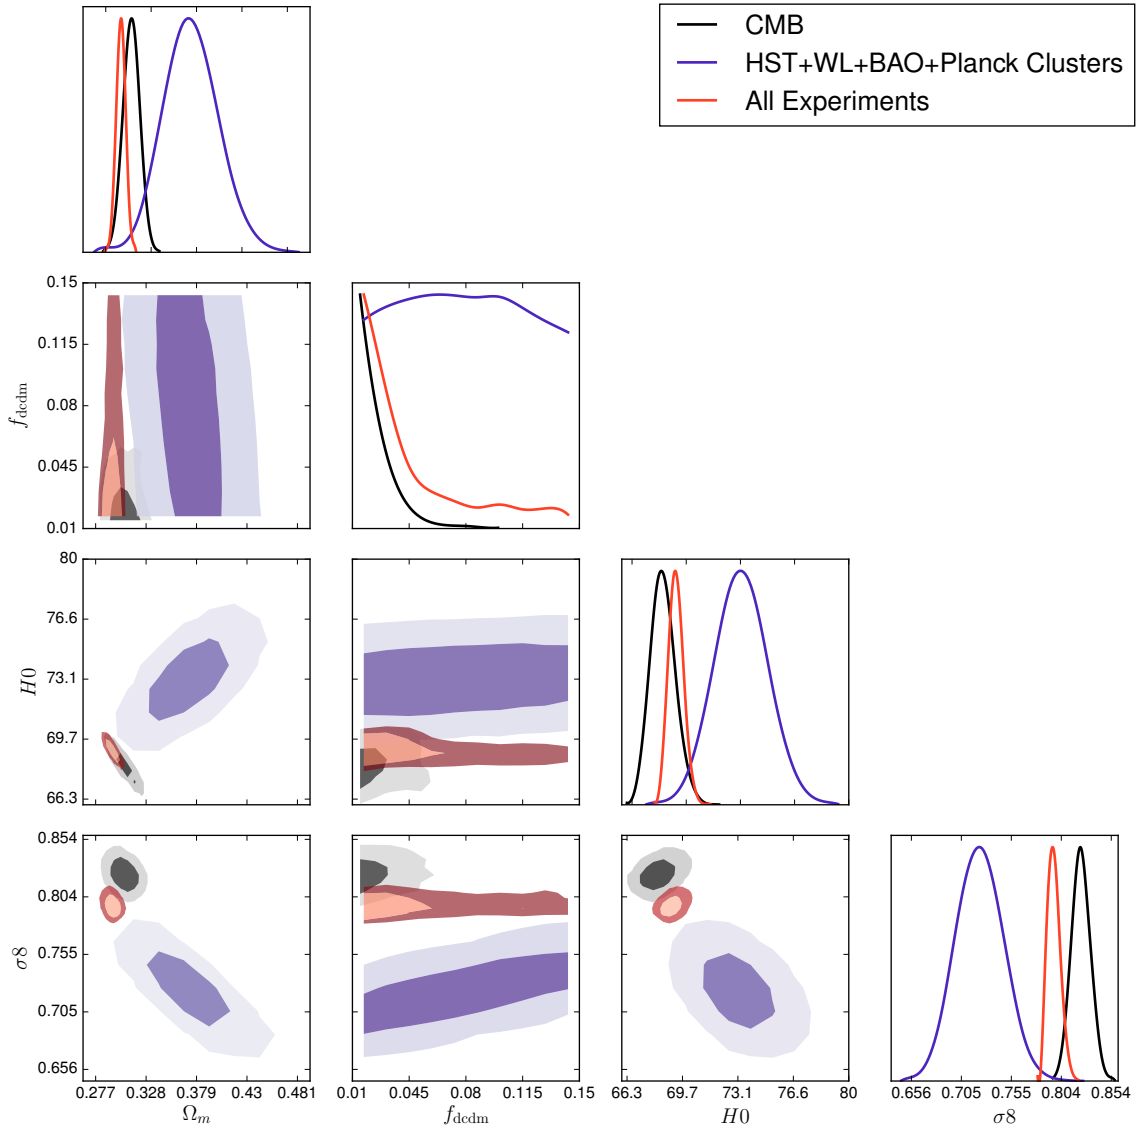 CMB
HST+WL+BAO+Planck Clusters
All Experiments
0.15
0.115
0.08
0.045
0.01
f_dcdm
80
76.6
73.1
69.7
66.3
H0
0.854
0.804
0.755
0.705
0.656
σ8
0.277 0.328 0.379 0.43 0.481
Ω_m
0.01 0.045 0.08 0.115 0.15
f_dcdm
66.3 69.7 73.1 76.6 80
H0
0.656 0.705 0.755 0.804 0.854
σ8